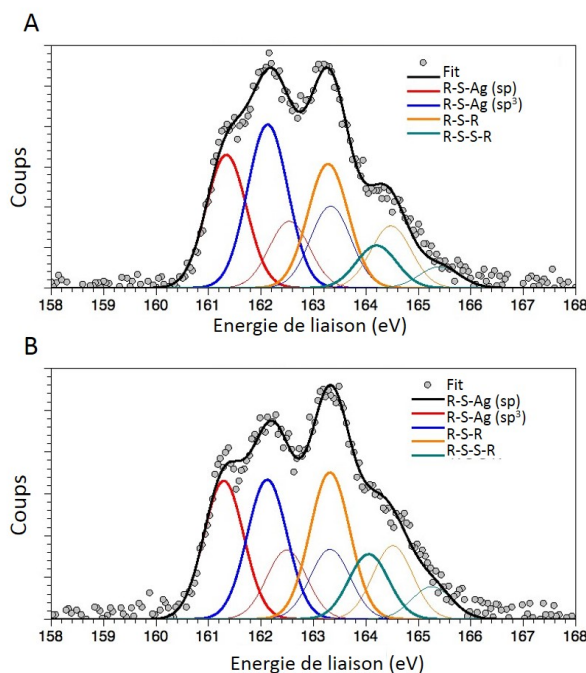 A
Coups
Fit
R-S-Ag (sp)
R-S-Ag (sp³)
R-S-R
R-S-S-R
158 159 160 161 162 163 164 165 166 167 168
Energie de liaison (eV)
B
Coups
Fit
R-S-Ag (sp)
R-S-Ag (sp³)
R-S-R
R-S-S-R
158 159 160 161 162 163 164 165 166 167 168
Energie de liaison (eV)